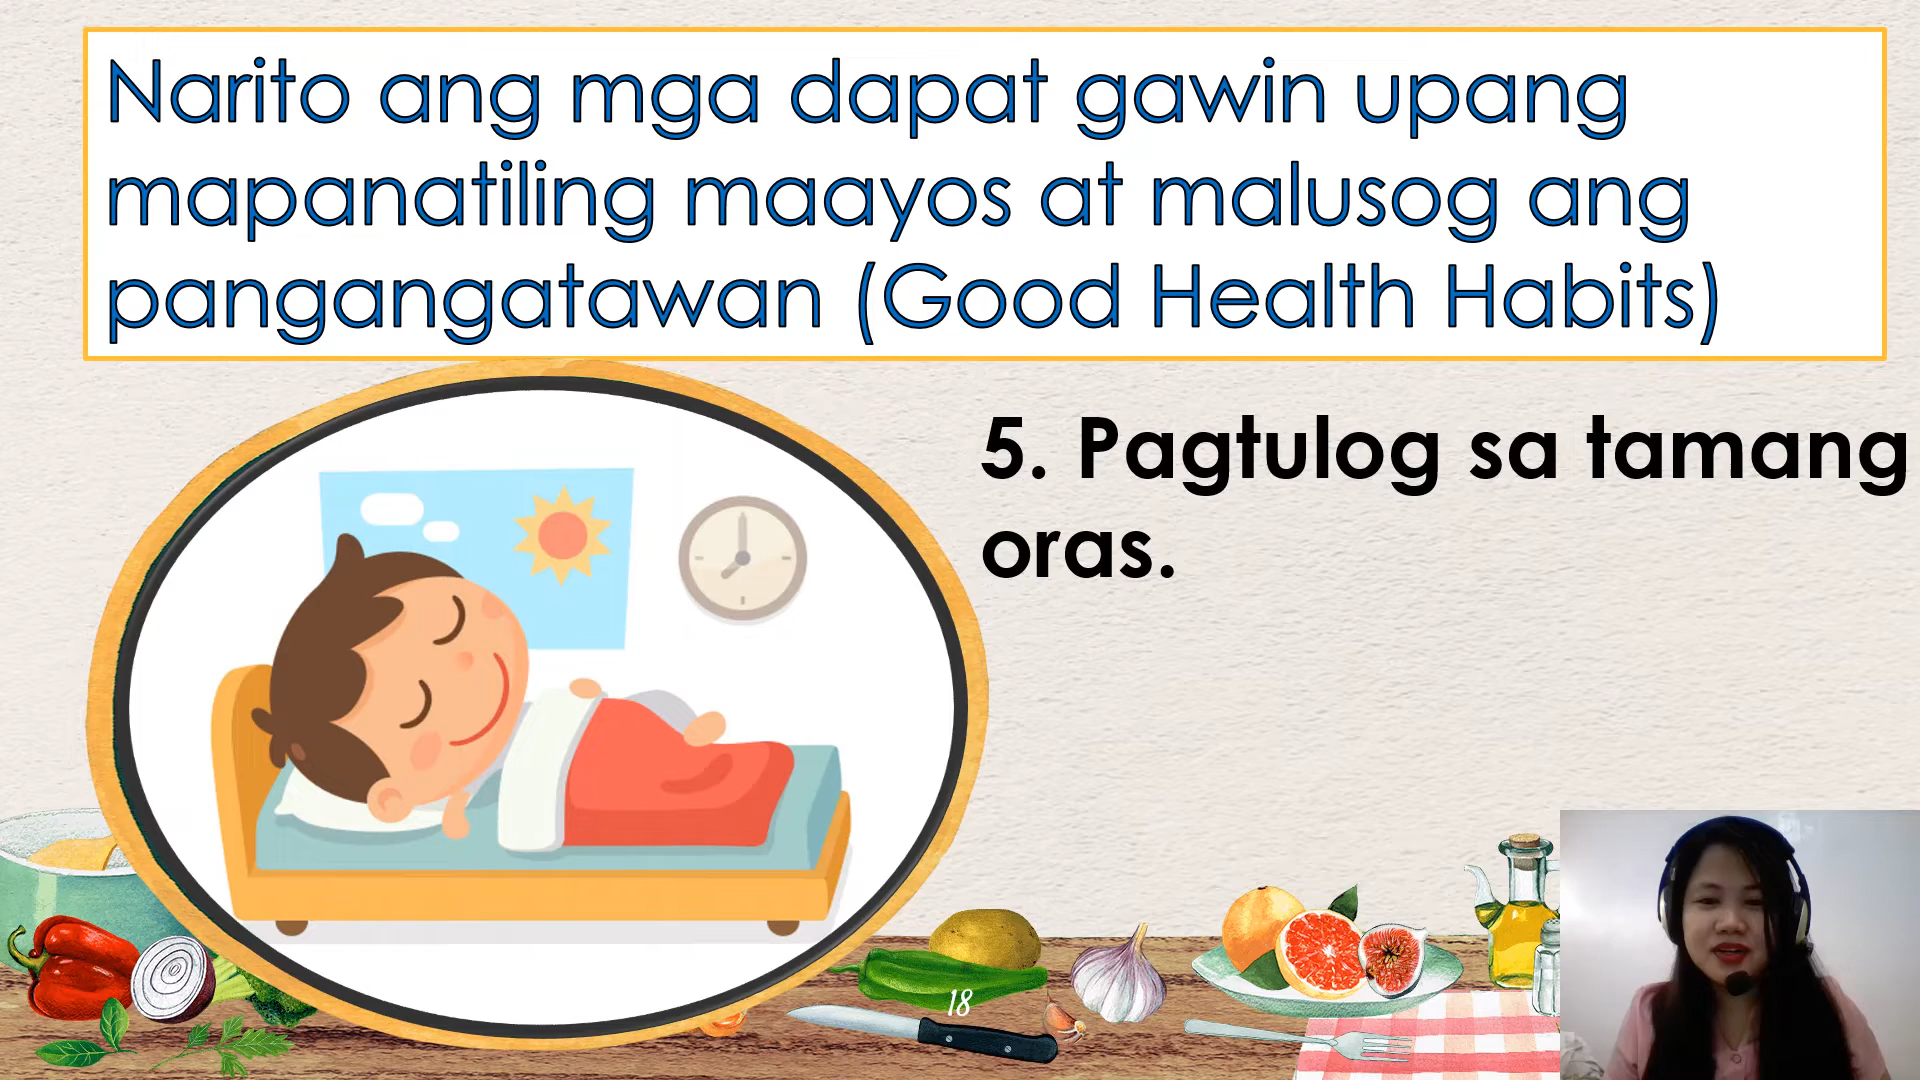 Narito ang mga dapat gawin upang
mapanatiling maayos at malusog ang
pangangatawan (Good Health Habits)
5. Pagtulog sa tamang
oras.
18